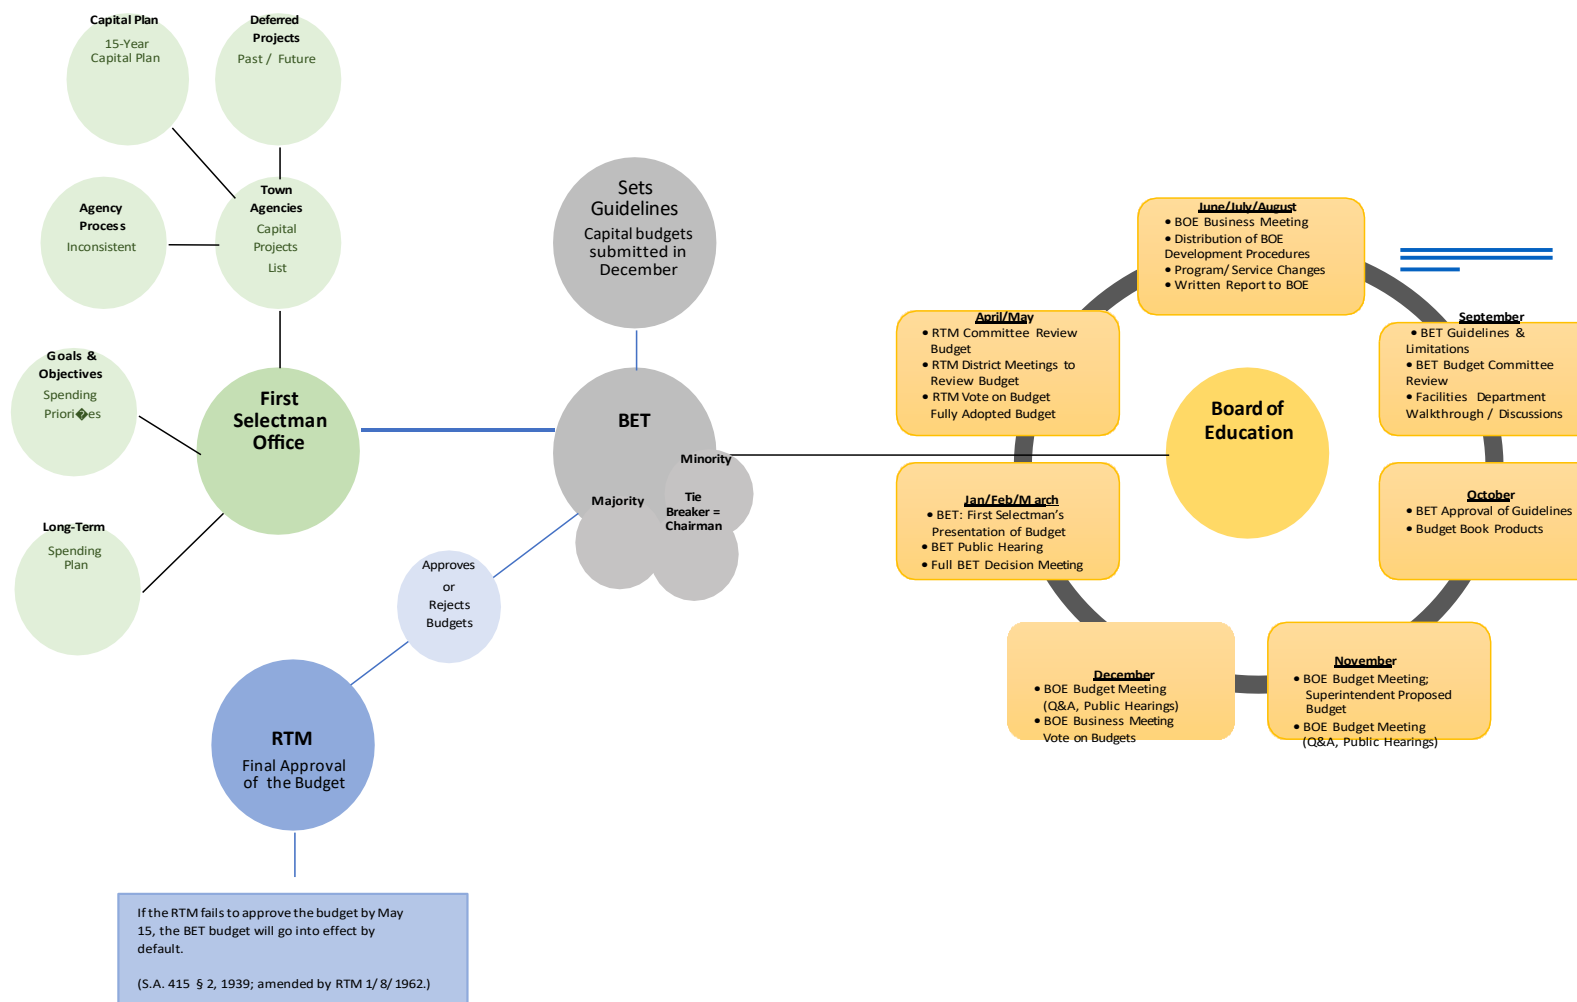 Capital Plan
15-Year
Capital Plan
Deferred
Projects
Past / Future
Agency
Process
Inconsistent
Town
Agencies
Capital
Projects
List
Goals &
Objectives
Spending
Priori�es
First
Selectman
Office
Long-Term
Spending
Plan
Sets
Guidelines
Capital budgets
submitted in
December
BET
Minority
Majority
Tie
Breaker =
Chairman
Approves
or
Rejects
Budgets
RTM
Final Approval
of the Budget
If the RTM fails to approve the budget by May
15, the BET budget will go into effect by
default.
(S.A. 415 § 2, 1939; amended by RTM 1/8/1962.)
Board of
Education
June/July/August
• BOE Business Meeting
• Distribution of BOE
Development Procedures
• Program/ Service Changes
• Written Report to BOE
September
• BET Guidelines &
Limitations
• BET Budget Committee
Review
• Facilities Department
Walkthrough / Discussions
October
• BET Approval of Guidelines
• Budget Book Products
November
• BOE Budget Meeting;
Superintendent Proposed
Budget
• BOE Budget Meeting
(Q&A, Public Hearings)
December
• BOE Budget Meeting
(Q&A, Public Hearings)
• BOE Business Meeting
Vote on Budgets
Jan/Feb/March
• BET: First Selectman’s
Presentation of Budget
• BET Public Hearing
• Full BET Decision Meeting
April/May
• RTM Committee Review
Budget
• RTM District Meetings to
Review Budget
• RTM Vote on Budget
Fully Adopted Budget